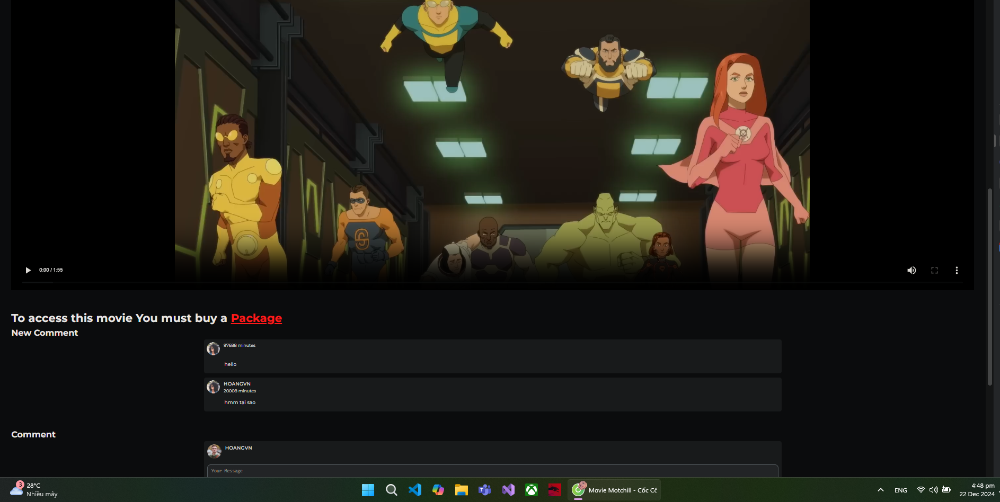 0:00 / 1:55
To access this movie You must buy a Package
New Comment
97688 minutes
hello
HOANGVN
20008 minutes
hmm tại sao
Comment
HOANGVN
Your Message
3
28°C
Nhiều mây
Movie Motchill - Cốc Cố
ENG
4:48 pm
22 Dec 2024